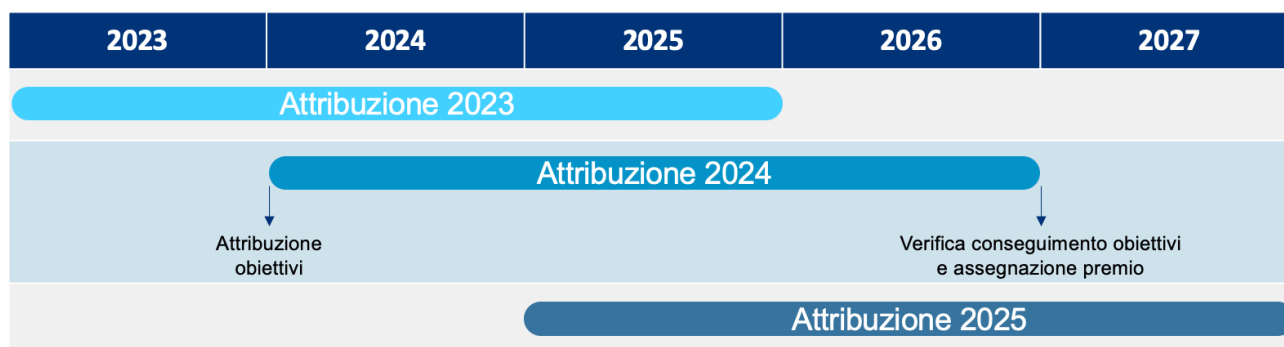 2023 2024 2025 2026 2027
Attribuzione 2023
Attribuzione 2024
Attribuzione
obiettivi
Verifica conseguimento obiettivi
e assegnazione premio
Attribuzione 2025